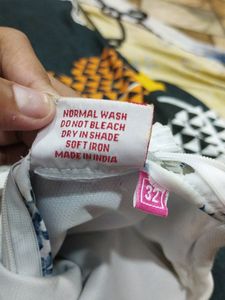 NORMAL WASH
DO NOT BLEACH
DRY IN SHADE
SOFT IRON
MADE IN INDIA
32